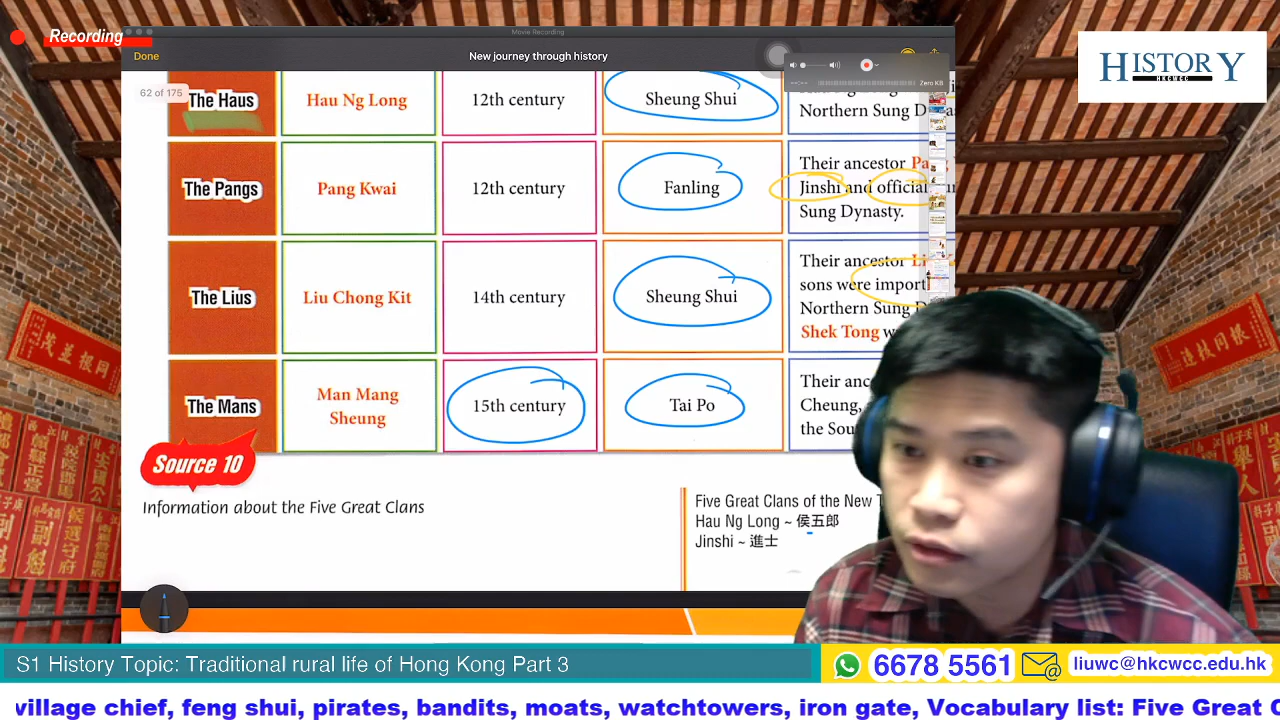 Recording
Movie Recording
Done
New journey through history
HISTORY
HKCWCC
62 of 175
Zero KB
The Haus
Hau Ng Long
12th century
Sheung Shui
Northern Sung D
The Pangs
Pang Kwai
12th century
Fanling
Their ancestor
Jinshi and official
Sung Dynasty.
The Lius
Liu Chong Kit
14th century
Sheung Shui
Their ancestor
sons were import
Northern Sung
Shek Tong
The Mans
Man Mang
Sheung
15th century
Tai Po
Their anc
Cheung,
the Sou
Source 10
Information about the Five Great Clans
Five Great Clans of the New T
Hau Ng Long ~ 侯五郎
Jinshi ~ 進士
S1 History Topic: Traditional rural life of Hong Kong Part 3
6678 5561
liuwc@hkcwcc.edu.hk
village chief, feng shui, pirates, bandits, moats, watchtowers, iron gate, Vocabulary list: Five Great C